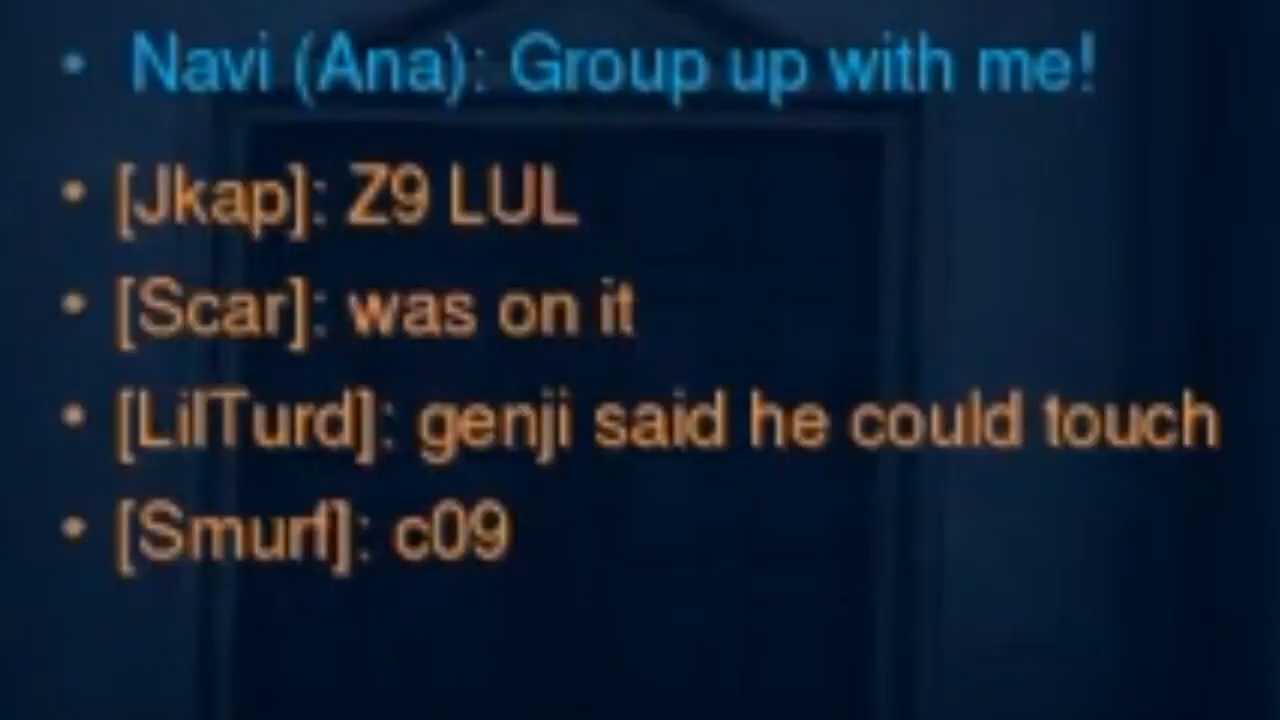 • Navi (Ana): Group up with me!
• [Jkap]: Z9 LUL
• [Scar]: was on it
• [LilTurd]: genji said he could touch
• [Smurf]: c09